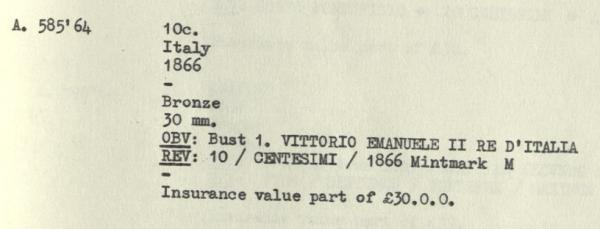 A. 585'64 10c.
Italy
1866
-
Bronze
30 mm.
OBV: Bust 1. VITTORIO EMANUELE II RE D'ITALIA
REV: 10 / CENTESIMI / 1866 Mintmark M
-
Insurance value part of £30.0.0.